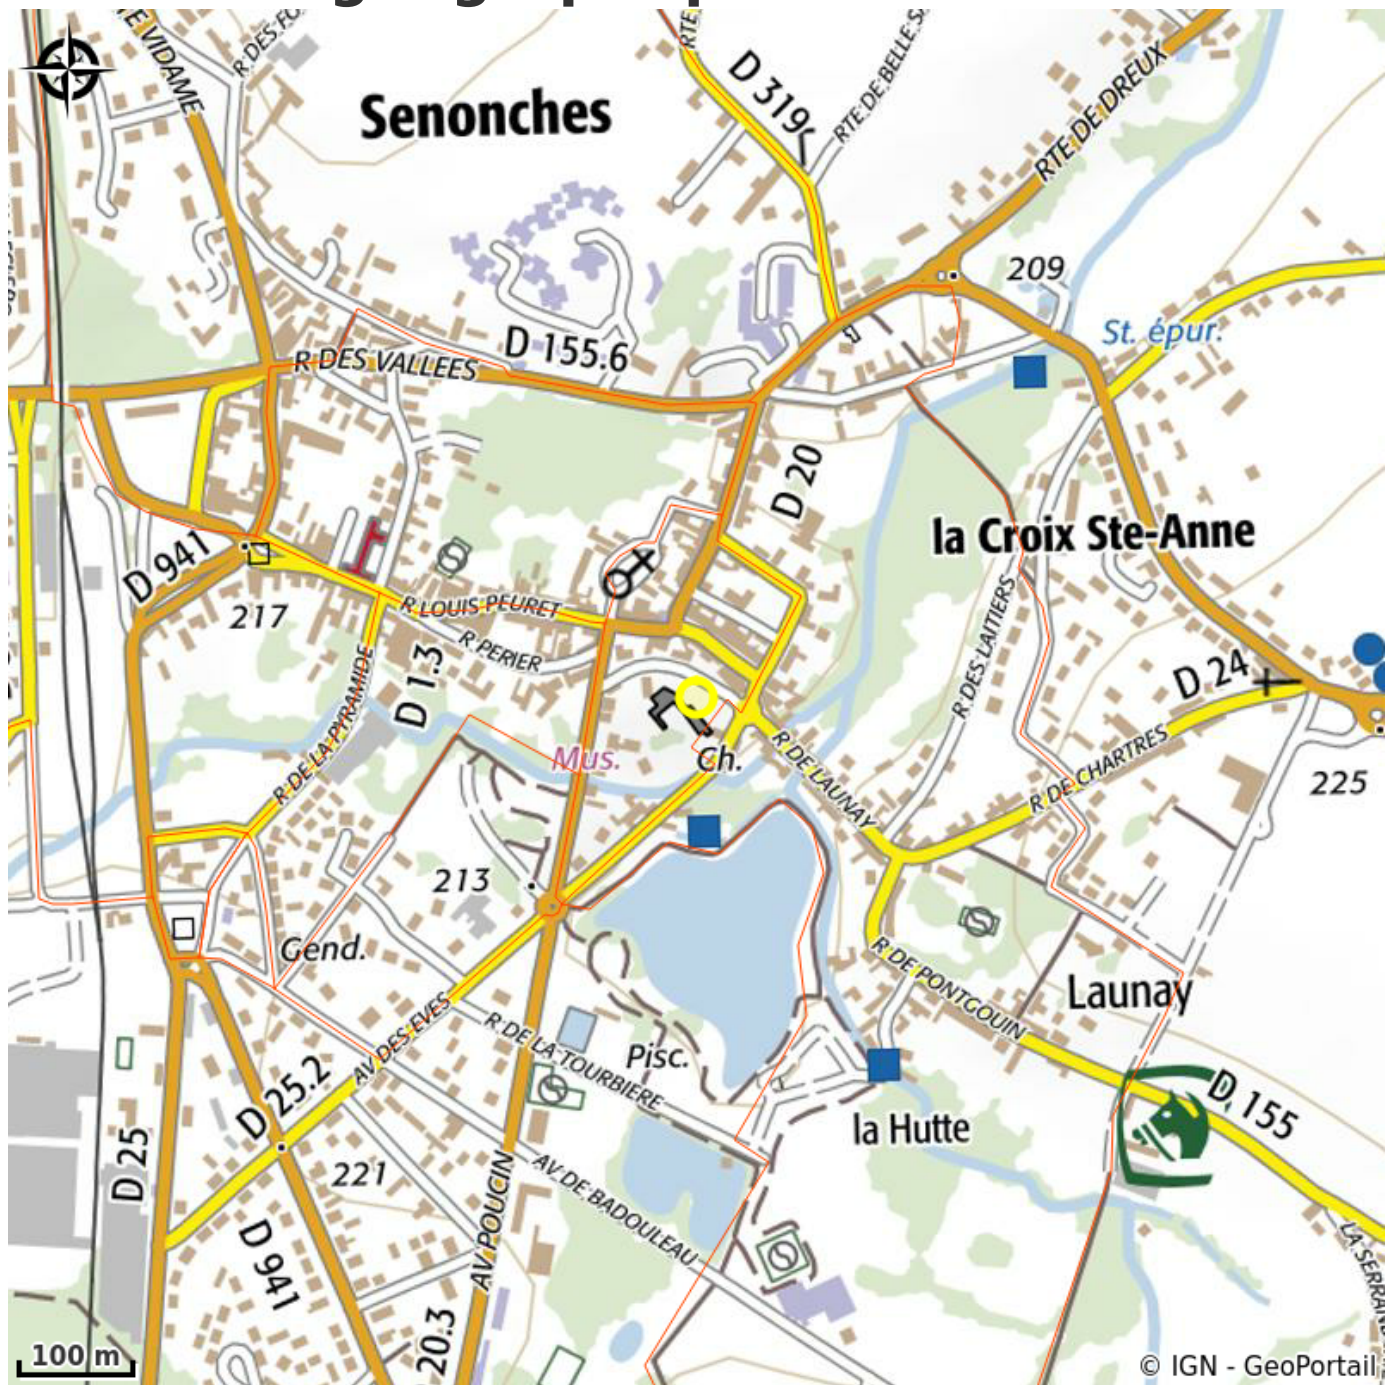 RTE
D 319
RTE DE DREUX
Senonches
209
St. épur.
R DES VALLEES
D 155.6
D 20
la Croix Ste-Anne
D 941
217
R LOUIS PEURET
R PERIER
D 1.3
R DE LA PYRAMIDE
R DES LAITIERS
D 24
Mus.
Ch.
R DE LAUNAY
R DE CHARTRES
225
213
Gend.
R DE PONTGOUIN
Launay
AV DES EVES
R DE LA TOURBIERE
Pisc.
D 25.2
D 155
la Hutte
D 25
221
AV POUCIN
AV DE BADOULEAU
D 941
20.3
100 m
© IGN - GeoPortail